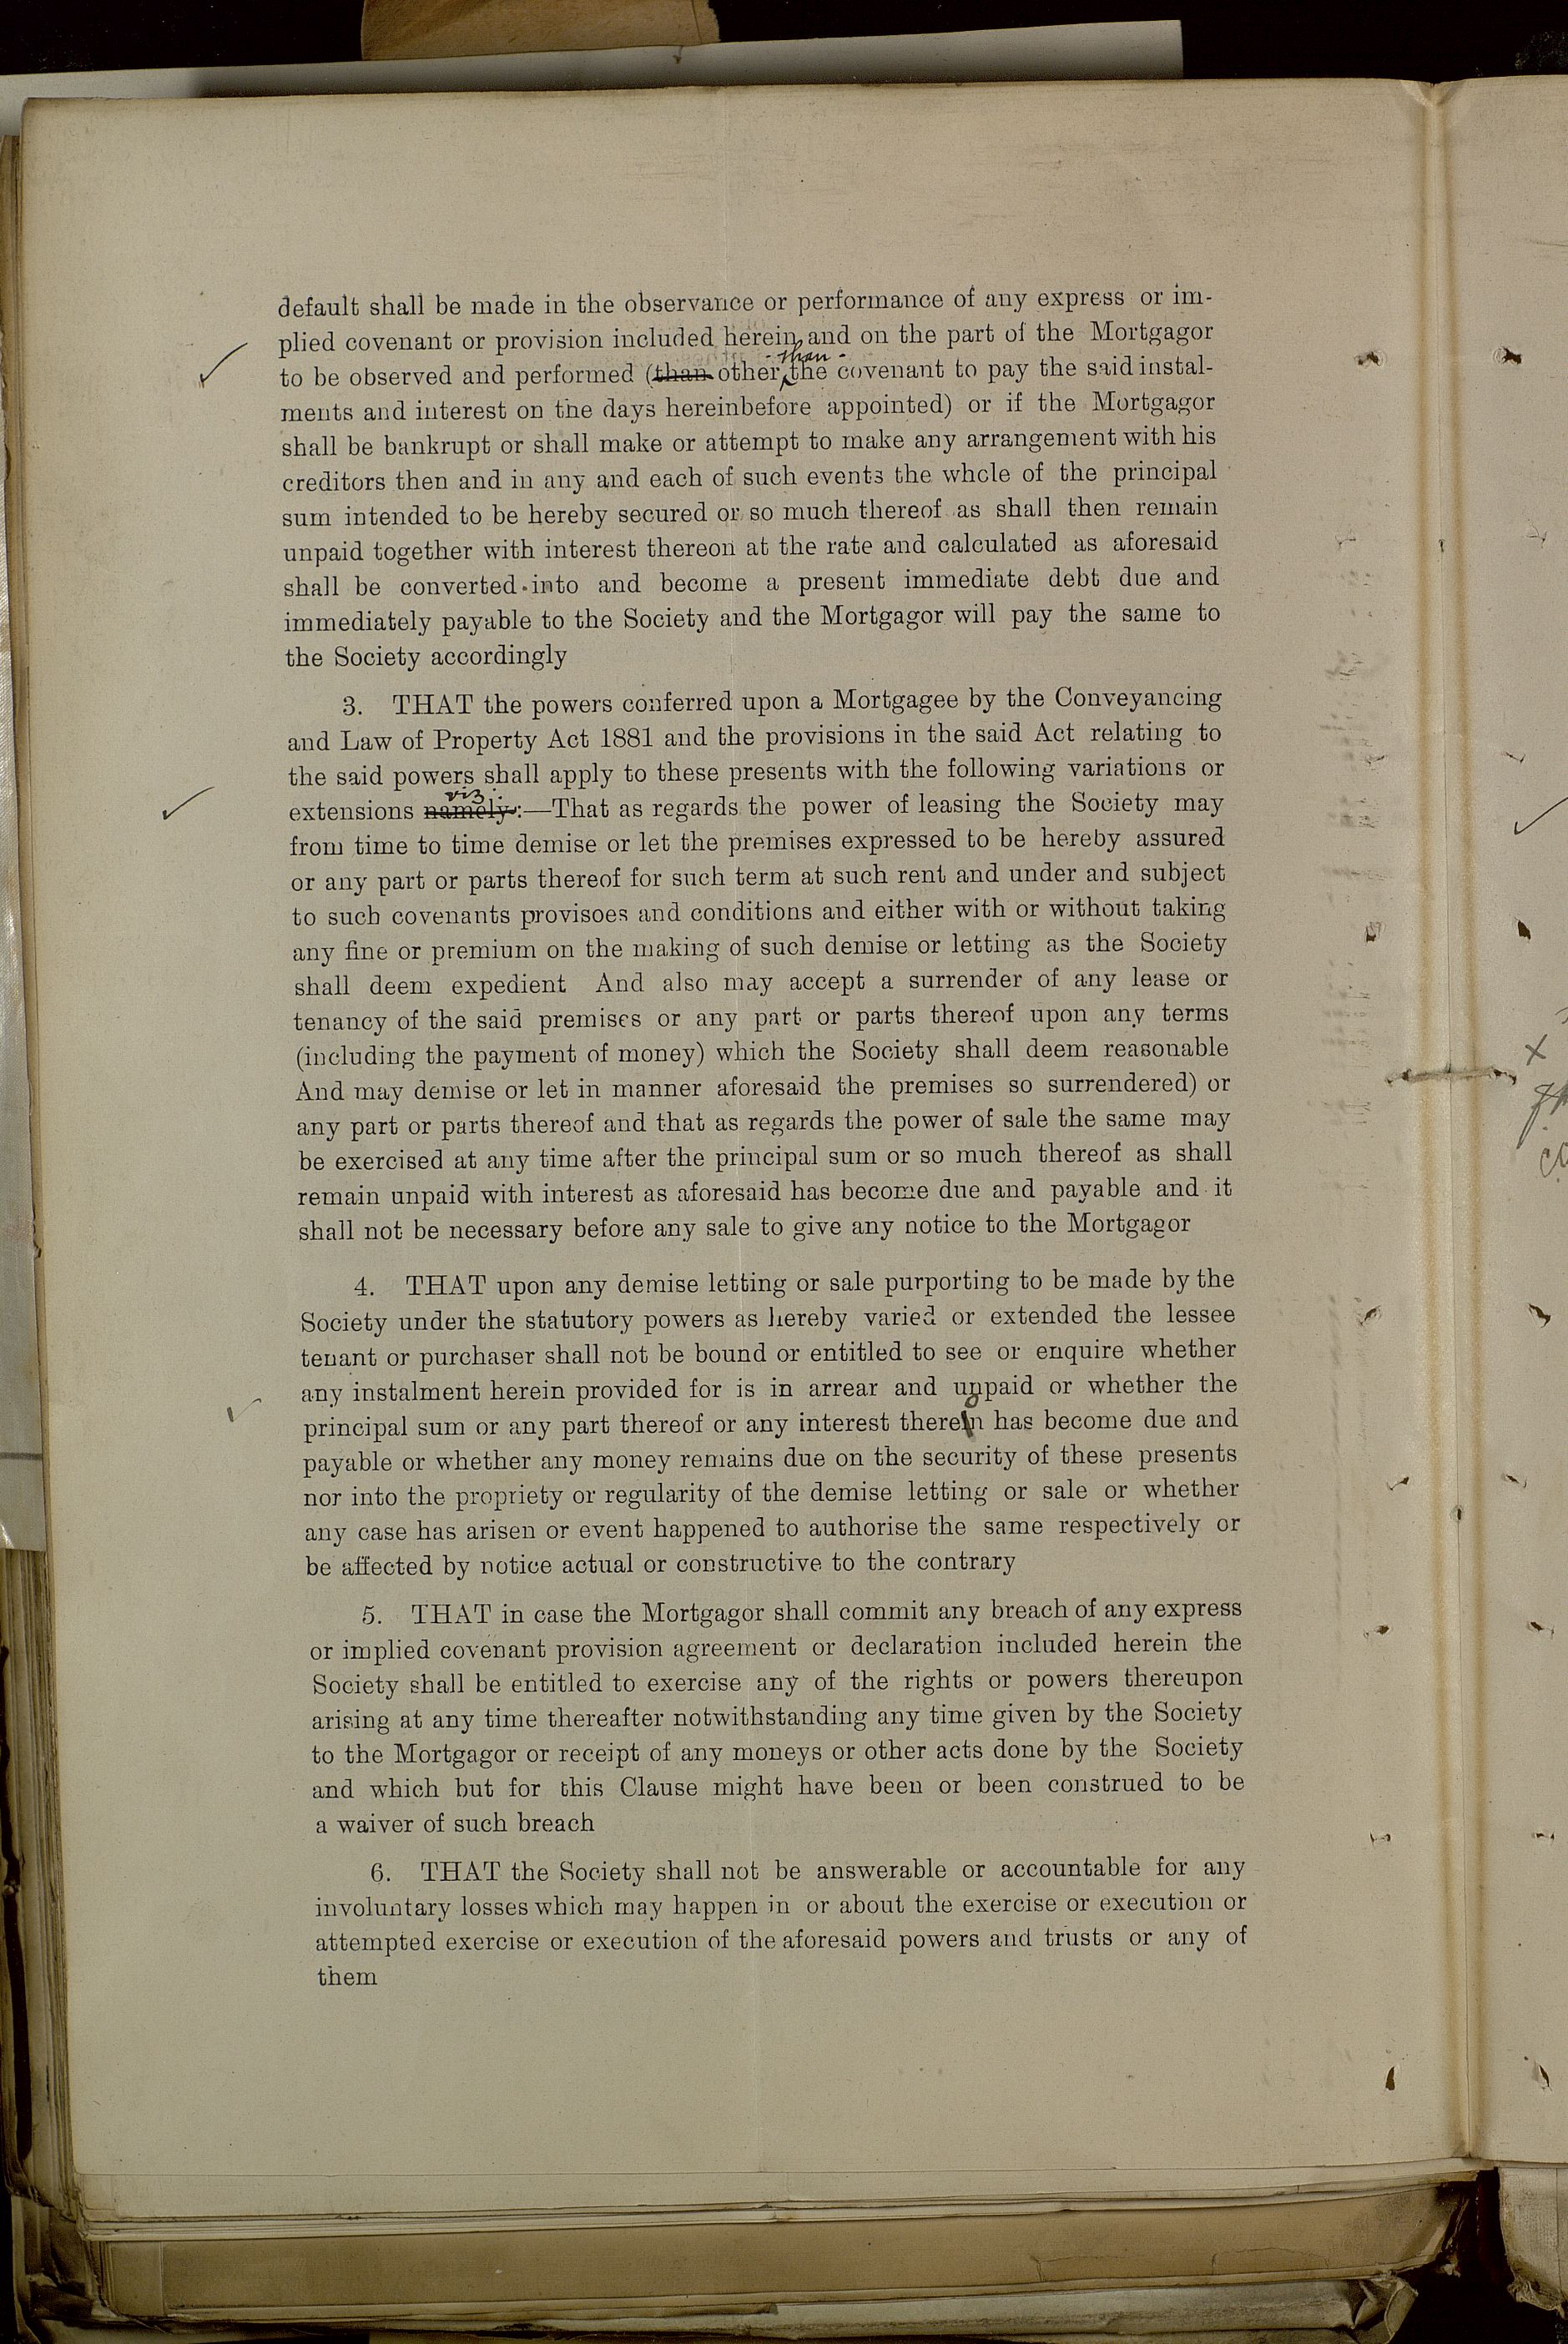 default shall be made in the observance or performance of any express or im-
plied covenant or provision included herein and on the part of the Mortgagor
to be observed and performed (~~than~~ other than the covenant to pay the said instal-
ments and interest on the days hereinbefore appointed) or if the Mortgagor
shall be bankrupt or shall make or attempt to make any arrangement with his
creditors then and in any and each of such events the whole of the principal
sum intended to be hereby secured or so much thereof as shall then remain
unpaid together with interest thereon at the rate and calculated as aforesaid
shall be converted into and become a present immediate debt due and
immediately payable to the Society and the Mortgagor will pay the same to
the Society accordingly
3. THAT the powers conferred upon a Mortgagee by the Conveyancing
and Law of Property Act 1881 and the provisions in the said Act relating to
the said powers shall apply to these presents with the following variations or
extensions ~~namely~~ viz:—That as regards the power of leasing the Society may
from time to time demise or let the premises expressed to be hereby assured
or any part or parts thereof for such term at such rent and under and subject
to such covenants provisoes and conditions and either with or without taking
any fine or premium on the making of such demise or letting as the Society
shall deem expedient And also may accept a surrender of any lease or
tenancy of the said premises or any part or parts thereof upon any terms
(including the payment of money) which the Society shall deem reasonable
And may demise or let in manner aforesaid the premises so surrendered) or
any part or parts thereof and that as regards the power of sale the same may
be exercised at any time after the principal sum or so much thereof as shall
remain unpaid with interest as aforesaid has become due and payable and it
shall not be necessary before any sale to give any notice to the Mortgagor
4. THAT upon any demise letting or sale purporting to be made by the
Society under the statutory powers as hereby varied or extended the lessee
tenant or purchaser shall not be bound or entitled to see or enquire whether
any instalment herein provided for is in arrear and unpaid or whether the
principal sum or any part thereof or any interest thereon has become due and
payable or whether any money remains due on the security of these presents
nor into the propriety or regularity of the demise letting or sale or whether
any case has arisen or event happened to authorise the same respectively or
be affected by notice actual or constructive to the contrary
5. THAT in case the Mortgagor shall commit any breach of any express
or implied covenant provision agreement or declaration included herein the
Society shall be entitled to exercise any of the rights or powers thereupon
arising at any time thereafter notwithstanding any time given by the Society
to the Mortgagor or receipt of any moneys or other acts done by the Society
and which but for this Clause might have been or been construed to be
a waiver of such breach
6. THAT the Society shall not be answerable or accountable for any
involuntary losses which may happen in or about the exercise or execution or
attempted exercise or execution of the aforesaid powers and trusts or any of
them